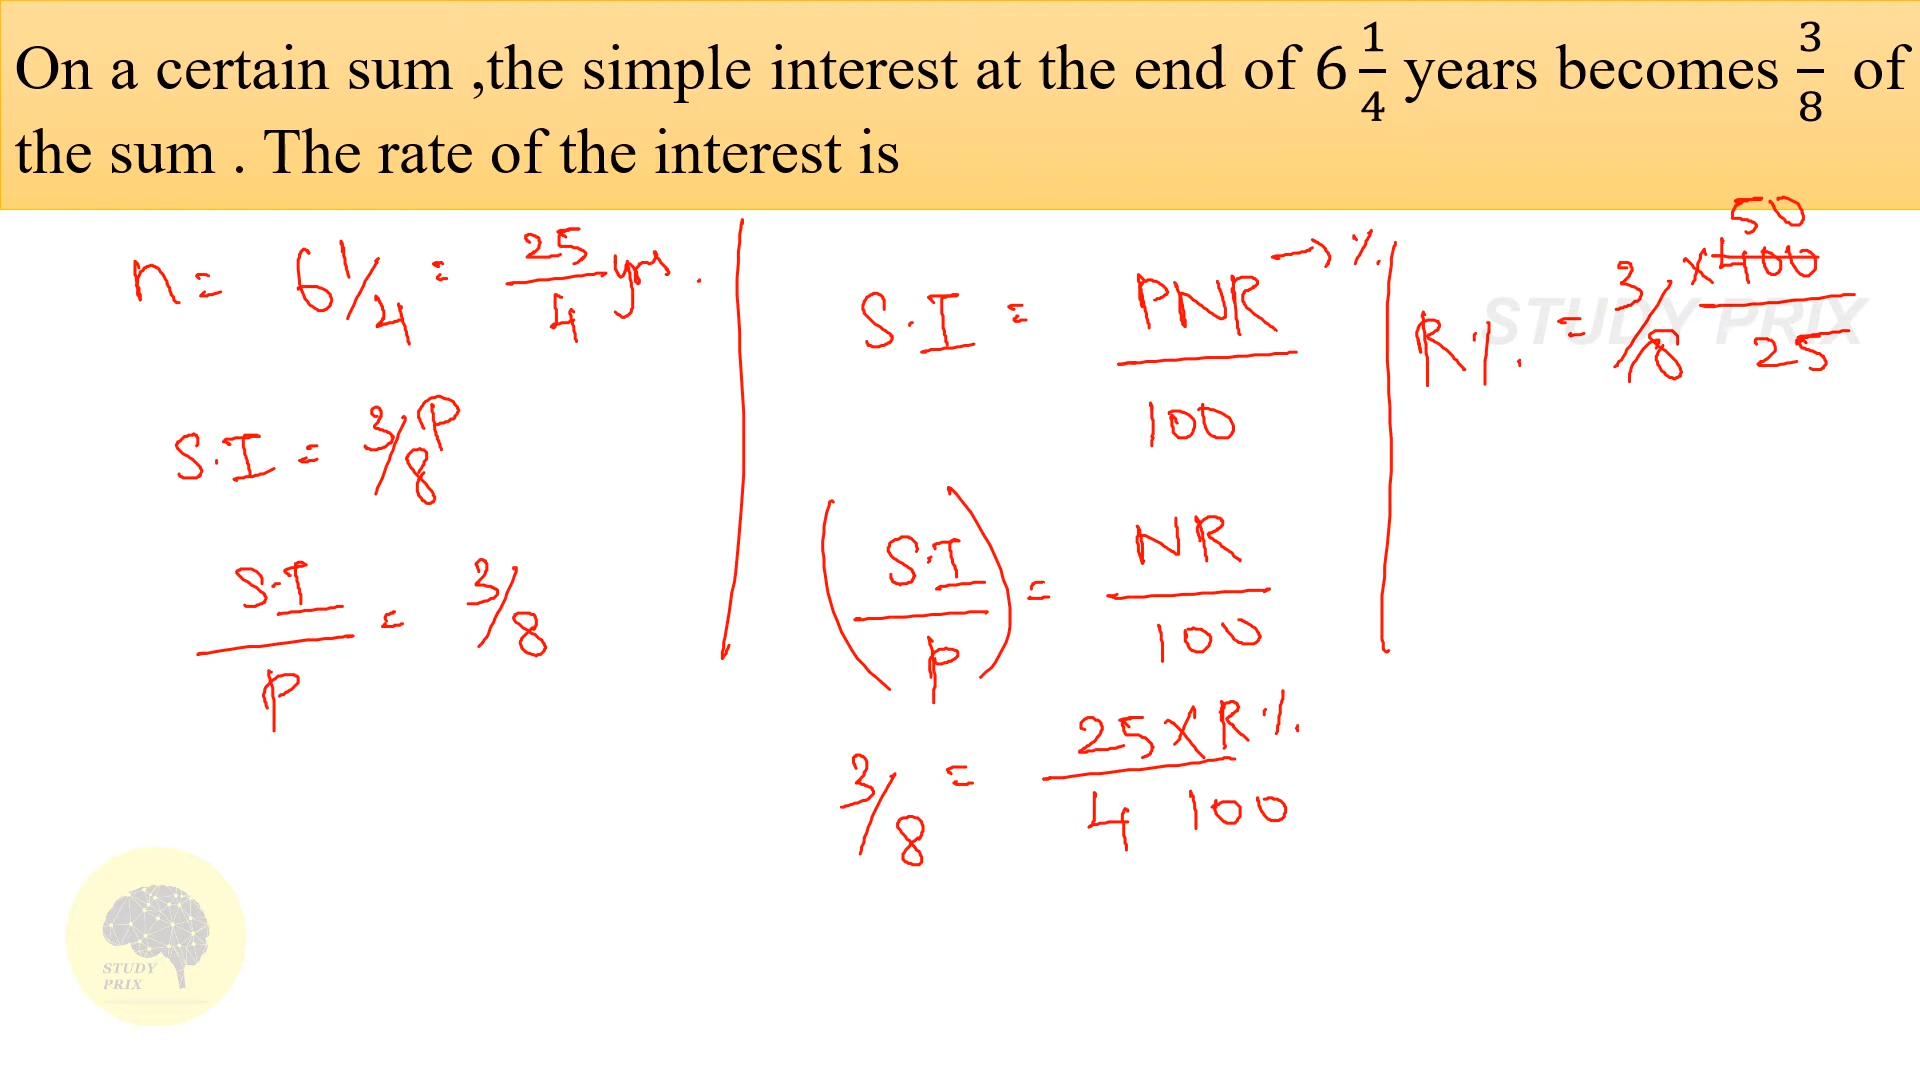 On a certain sum ,the simple interest at the end of 6 1/4 years becomes 3/8 of
the sum . The rate of the interest is
n = 6 1/4 = 25/4 yrs.
S.I = 3/8 P
S.I/P = 3/8
S.I = PNR/100 → %
(S.I/P) = NR/100
3/8 = 25 × R%/4 100
50
R%. = 3/8 × 400/25
STUDY PRIX
STUDY
PRIX